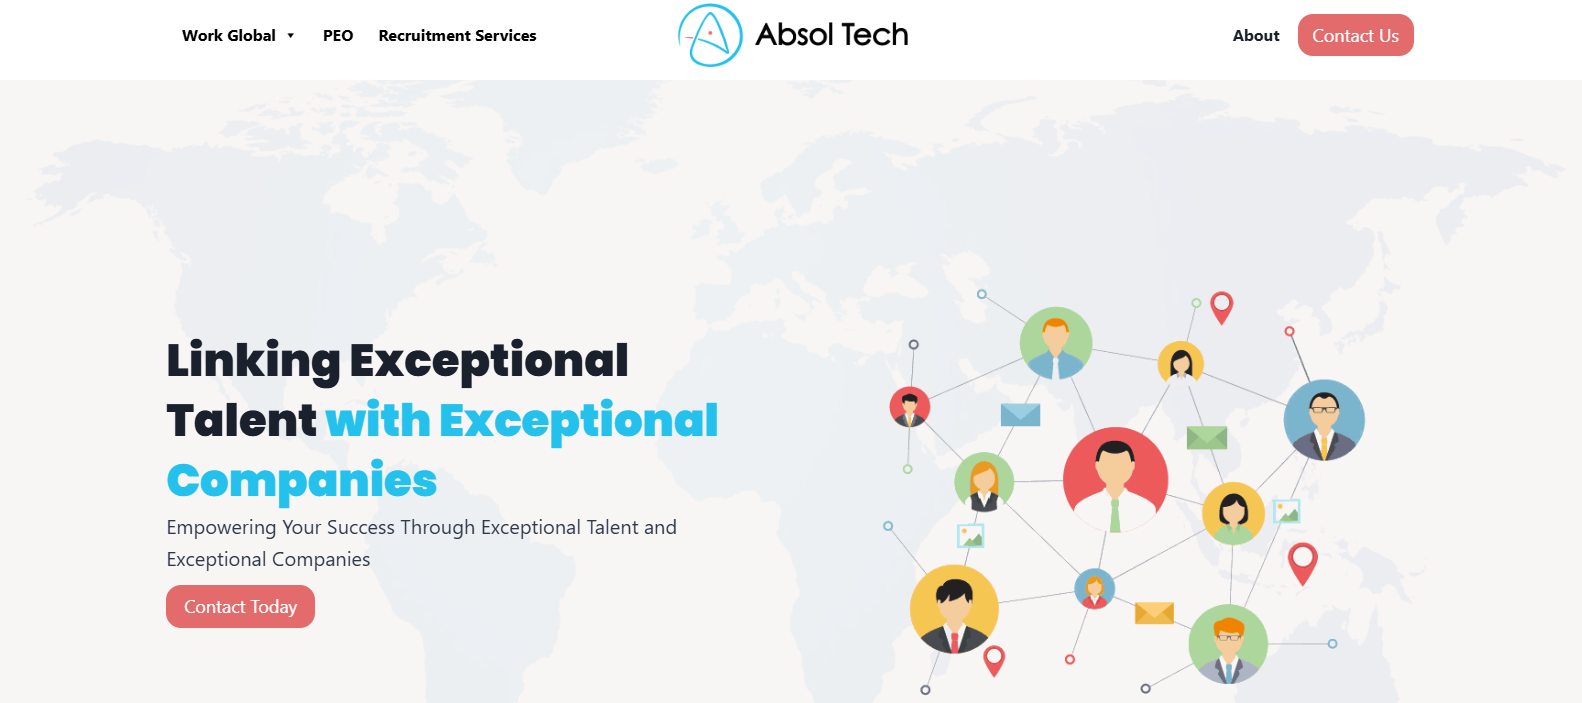 Work Global
PEO
Recruitment Services
Absol Tech
About
Contact Us
Linking Exceptional
Talent with Exceptional
Companies
Empowering Your Success Through Exceptional Talent and
Exceptional Companies
Contact Today